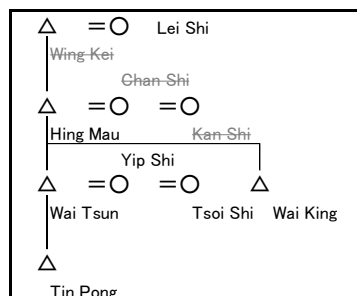 Lei Shi
Wing Kei
Chan Shi
Hing Mau
Kan Shi
Yip Shi
Wai Tsun
Tsoi Shi
Wai King
Tin Pong